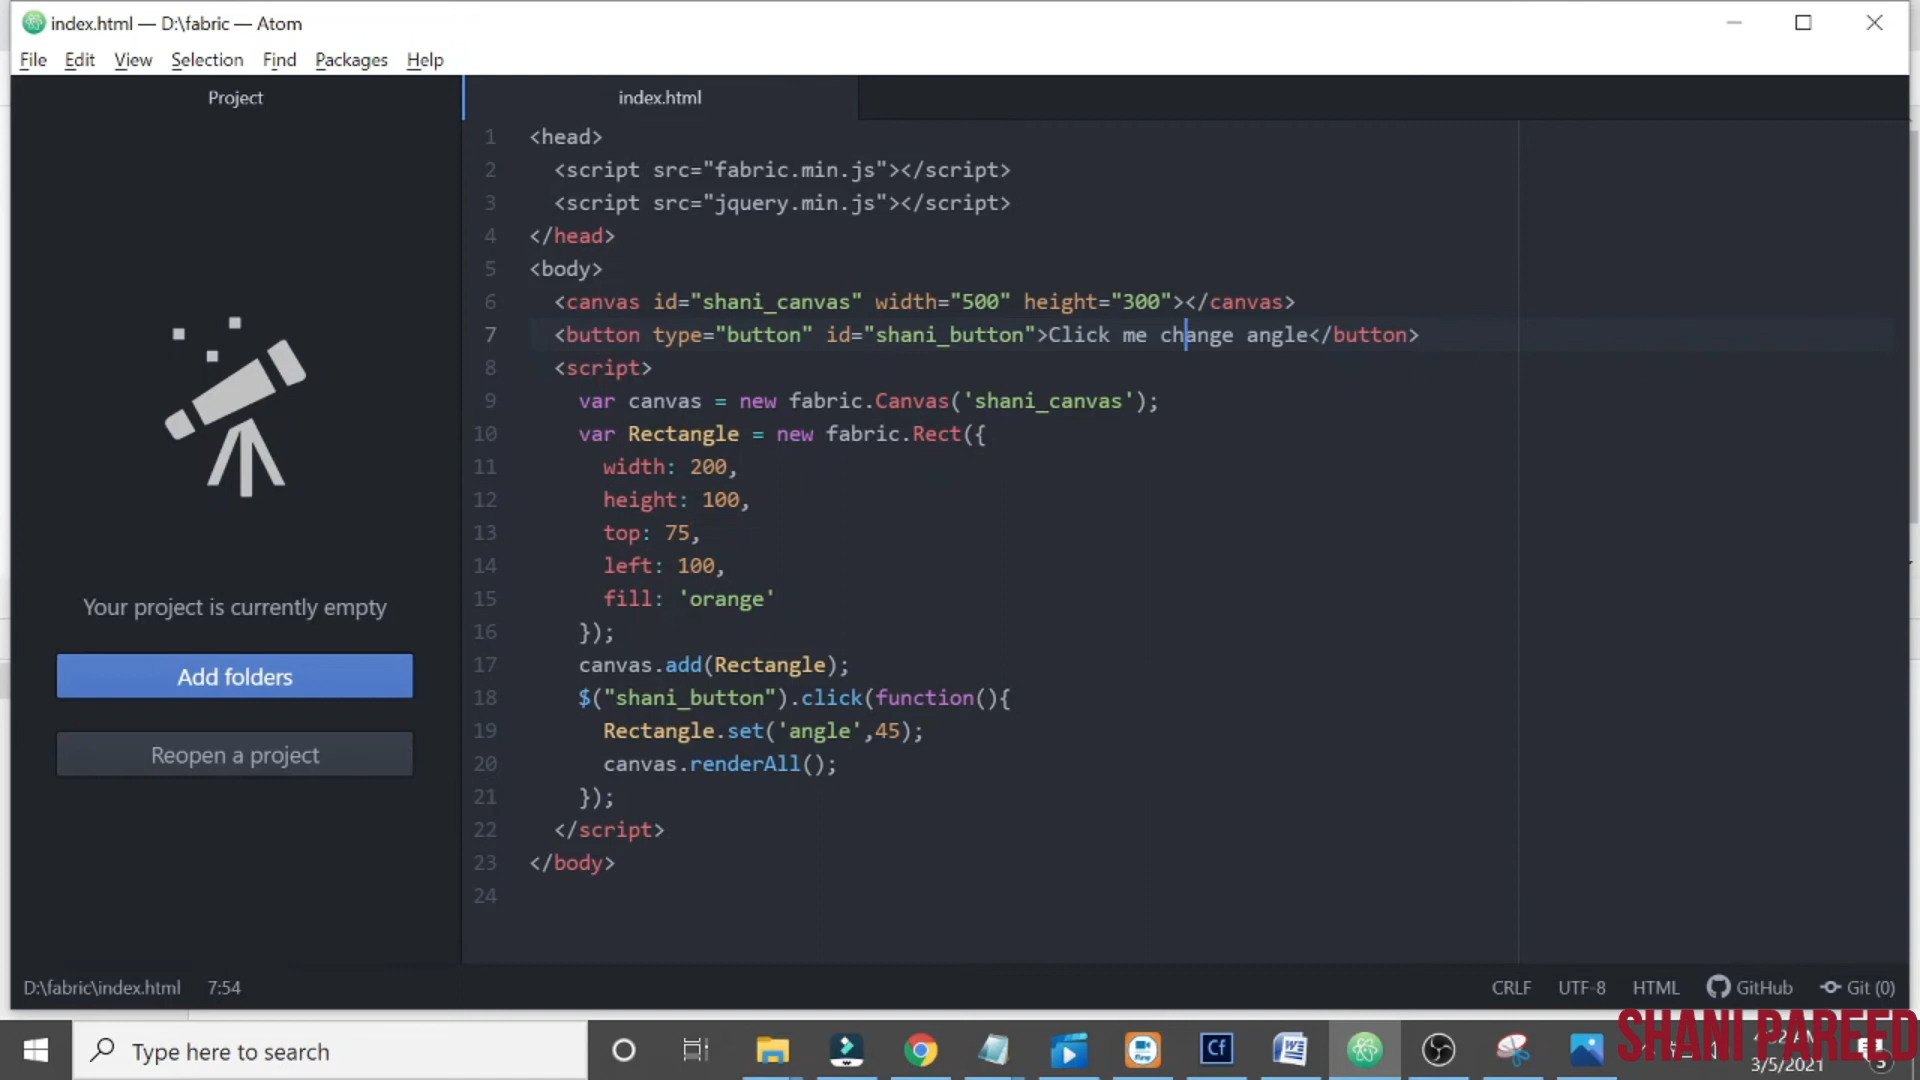 index.html — D:\fabric — Atom
File Edit View Selection Find Packages Help
Project
index.html
1 <head>
2 <script src="fabric.min.js"></script>
3 <script src="jquery.min.js"></script>
4 </head>
5 <body>
6 <canvas id="shani_canvas" width="500" height="300"></canvas>
7 <button type="button" id="shani_button">Click me change angle</button>
8 <script>
9 var canvas = new fabric.Canvas('shani_canvas');
10 var Rectangle = new fabric.Rect({
11 width: 200,
12 height: 100,
13 top: 75,
14 left: 100,
15 fill: 'orange'
16 });
17 canvas.add(Rectangle);
18 $("shani_button").click(function(){
19 Rectangle.set('angle',45);
20 canvas.renderAll();
21 });
22 </script>
23 </body>
24
Your project is currently empty
Add folders
Reopen a project
D:\fabric\index.html 7:54 CRLF UTF-8 HTML GitHub Git (0)
Type here to search
Cf
SHANI PAREED
3/5/2021